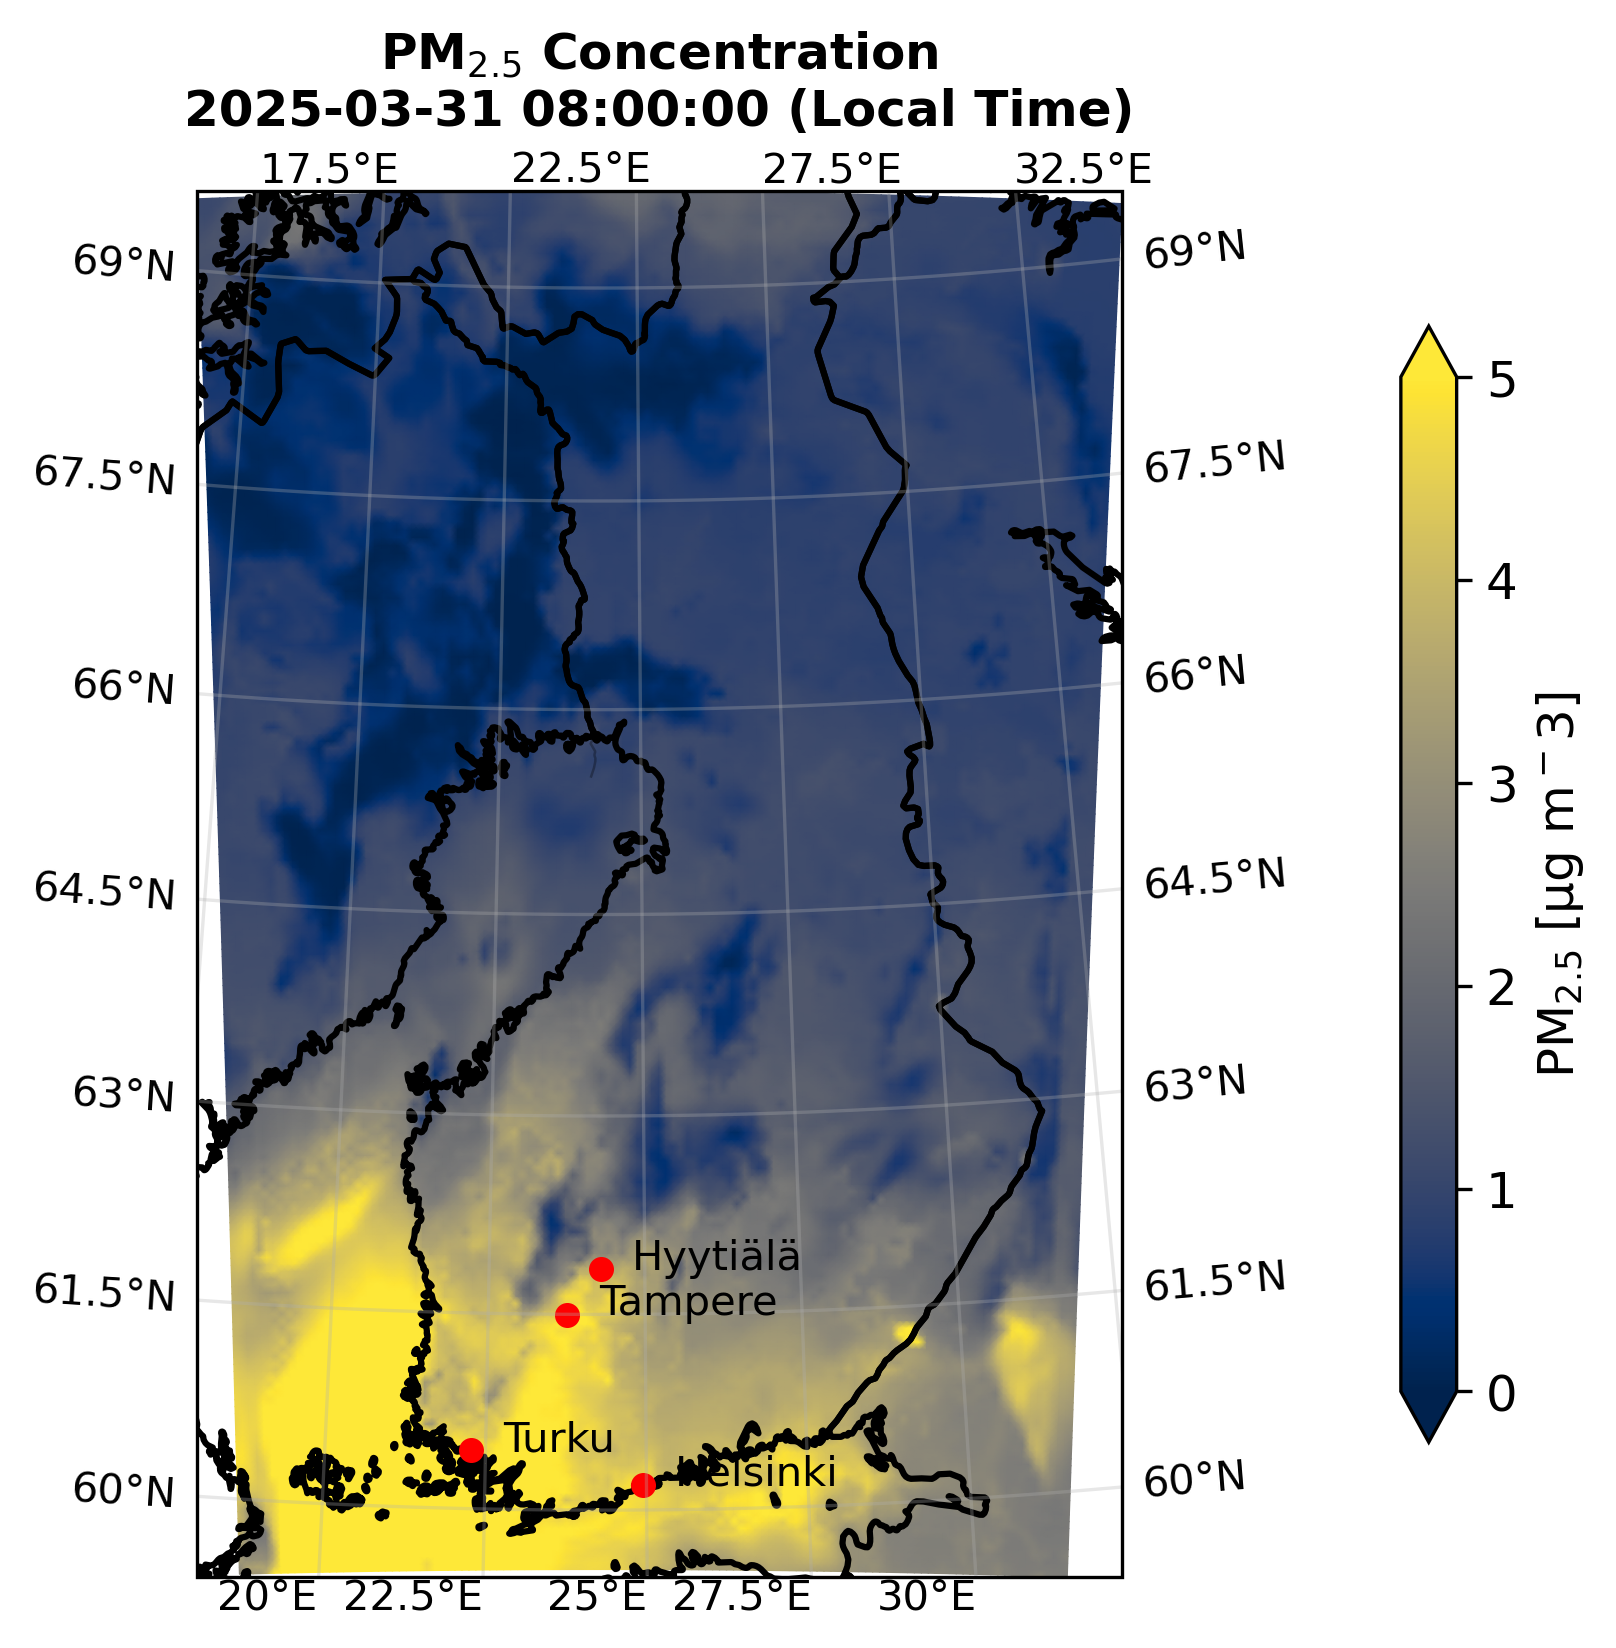 PM2.5 Concentration
2025-03-31 08:00:00 (Local Time)
17.5°E 22.5°E 27.5°E 32.5°E
69°N 69°N
67.5°N 67.5°N
66°N 66°N
64.5°N 64.5°N
63°N 63°N
61.5°N 61.5°N
60°N 60°N
Hyytiälä
Tampere
Turku
Helsinki
20°E 22.5°E 25°E 27.5°E 30°E
5
4
3
2
1
0
PM2.5 [µg m⁻3]